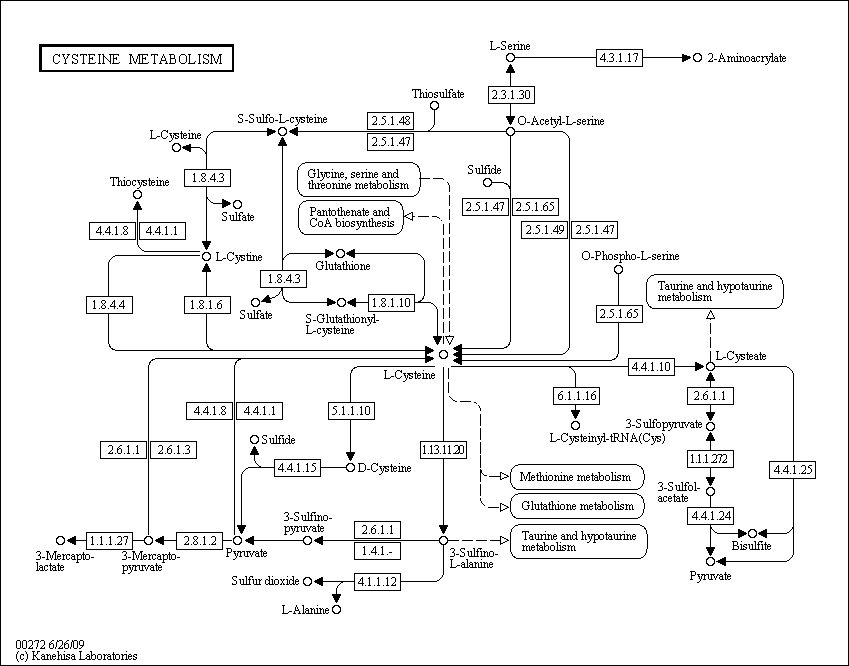 CYSTEINE METABOLISM
L-Serine
4.3.1.17
2-Aminoacrylate
2.3.1.30
Thiosulfate
S-Sulfo-L-cysteine
2.5.1.48
2.5.1.47
O-Acetyl-L-serine
L-Cysteine
1.8.4.3
Thiocysteine
Sulfate
Glycine, serine and
threonine metabolism
Sulfide
2.5.1.47
2.5.1.65
Pantothenate and
CoA biosynthesis
4.4.1.8
4.4.1.1
2.5.1.49
2.5.1.47
L-Cystine
Glutathione
O-Phospho-L-serine
1.8.4.3
Taurine and hypotaurine
metabolism
1.8.4.4
1.8.1.6
Sulfate
1.8.1.10
S-Glutathionyl-
L-cysteine
2.5.1.65
L-Cysteine
4.4.1.10
L-Cysteate
4.4.1.8
4.4.1.1
5.1.1.10
6.1.1.16
2.6.1.1
3-Sulfopyruvate
L-Cysteinyl-tRNA(Cys)
2.6.1.1
2.6.1.3
Sulfide
1.13.11.20
1.1.1.272
4.4.1.15
D-Cysteine
4.4.1.25
Methionine metabolism
3-Sulfol-
acetate
Glutathione metabolism
4.4.1.24
3-Sulfino-
pyruvate
2.6.1.1
1.4.1.-
1.1.1.27
2.8.1.2
Taurine and hypotaurine
metabolism
Bisulfite
3-Mercapto-
lactate
3-Mercapto-
pyruvate
Pyruvate
3-Sulfino-
L-alanine
Pyruvate
Sulfur dioxide
4.1.1.12
L-Alanine
00272 6/26/09
(c) Kanehisa Laboratories